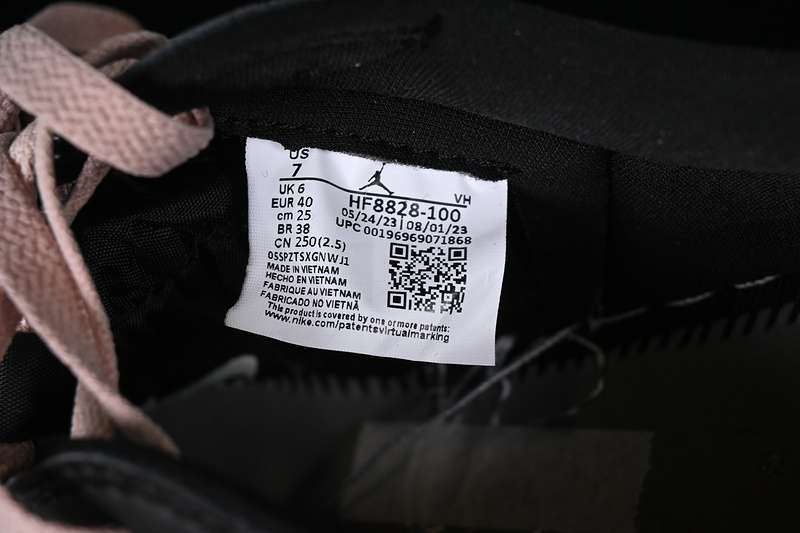 US
7
UK 6
EUR 40
cm 25
BR 38
CN 250(2.5)
05SPZTSXGNWJ1
VH
HF8828-100
05/24/23 | 08/01/23
UPC 00196969071868
MADE IN VIETNAM
HECHO EN VIETNAM
FABRIQUE AU VIETNAM
FABRICADO NO VIETNÃ
This product is covered by one or more patents:
www.nike.com/patentsvirtualmarking